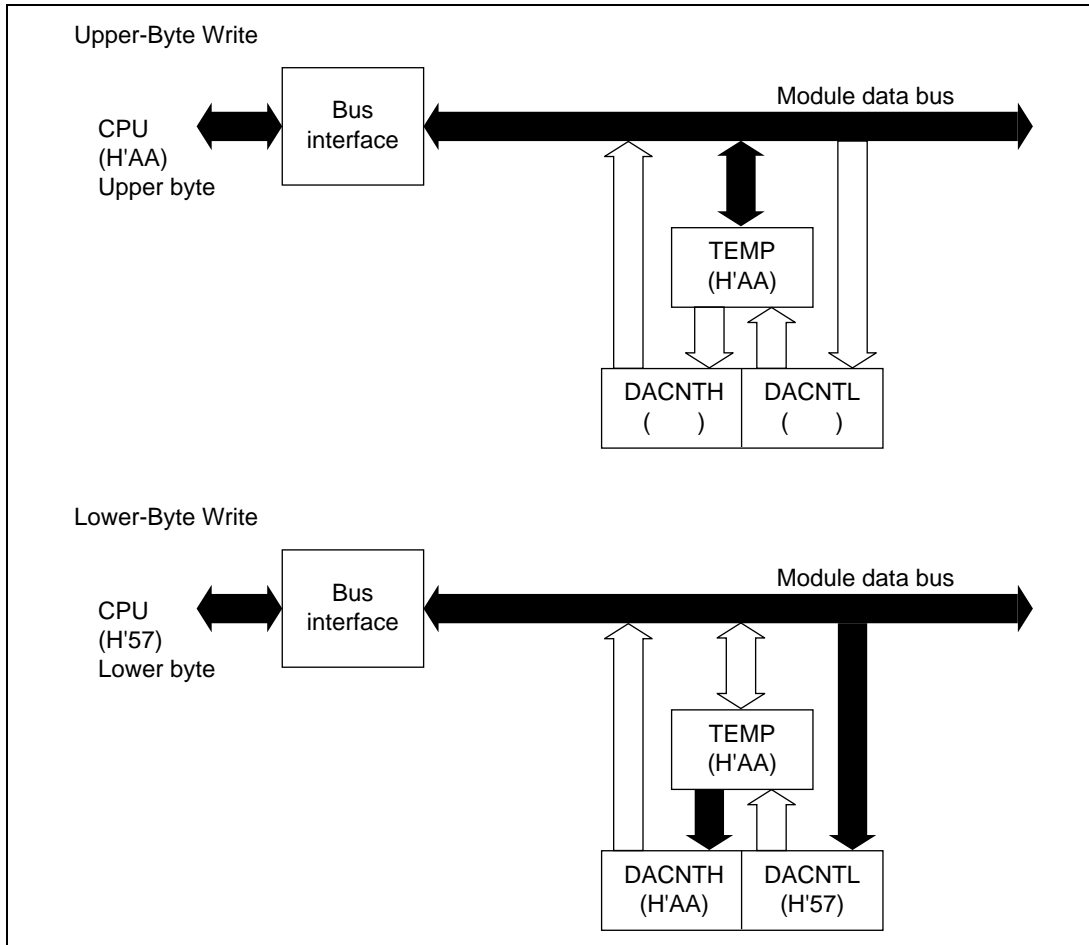 Upper-Byte Write
CPU
(H'AA)
Upper byte
Bus
interface
Module data bus
TEMP
(H'AA)
DACNTH
(      )
DACNTL
(      )
Lower-Byte Write
CPU
(H'57)
Lower byte
Bus
interface
Module data bus
TEMP
(H'AA)
DACNTH
(H'AA)
DACNTL
(H'57)